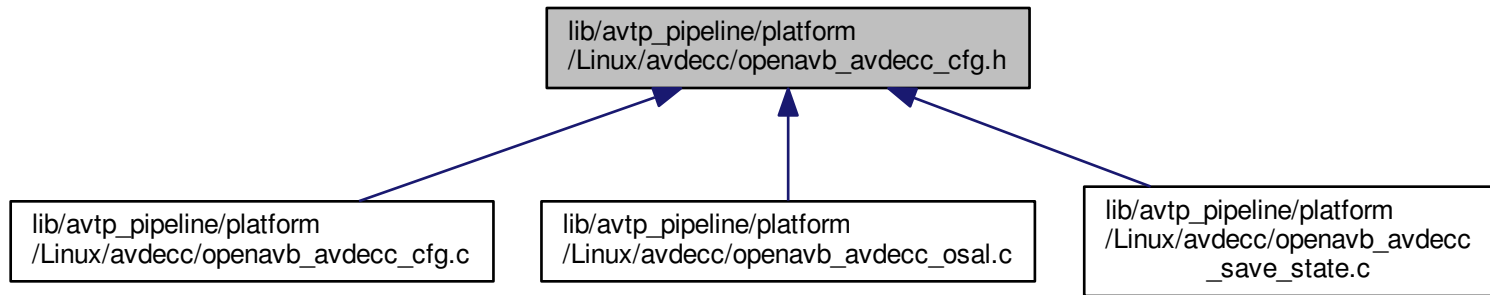 lib/avtp_pipeline/platform
/Linux/avdecc/openavb_avdecc_cfg.h
lib/avtp_pipeline/platform
/Linux/avdecc/openavb_avdecc_cfg.c
lib/avtp_pipeline/platform
/Linux/avdecc/openavb_avdecc_osal.c
lib/avtp_pipeline/platform
/Linux/avdecc/openavb_avdecc
_save_state.c